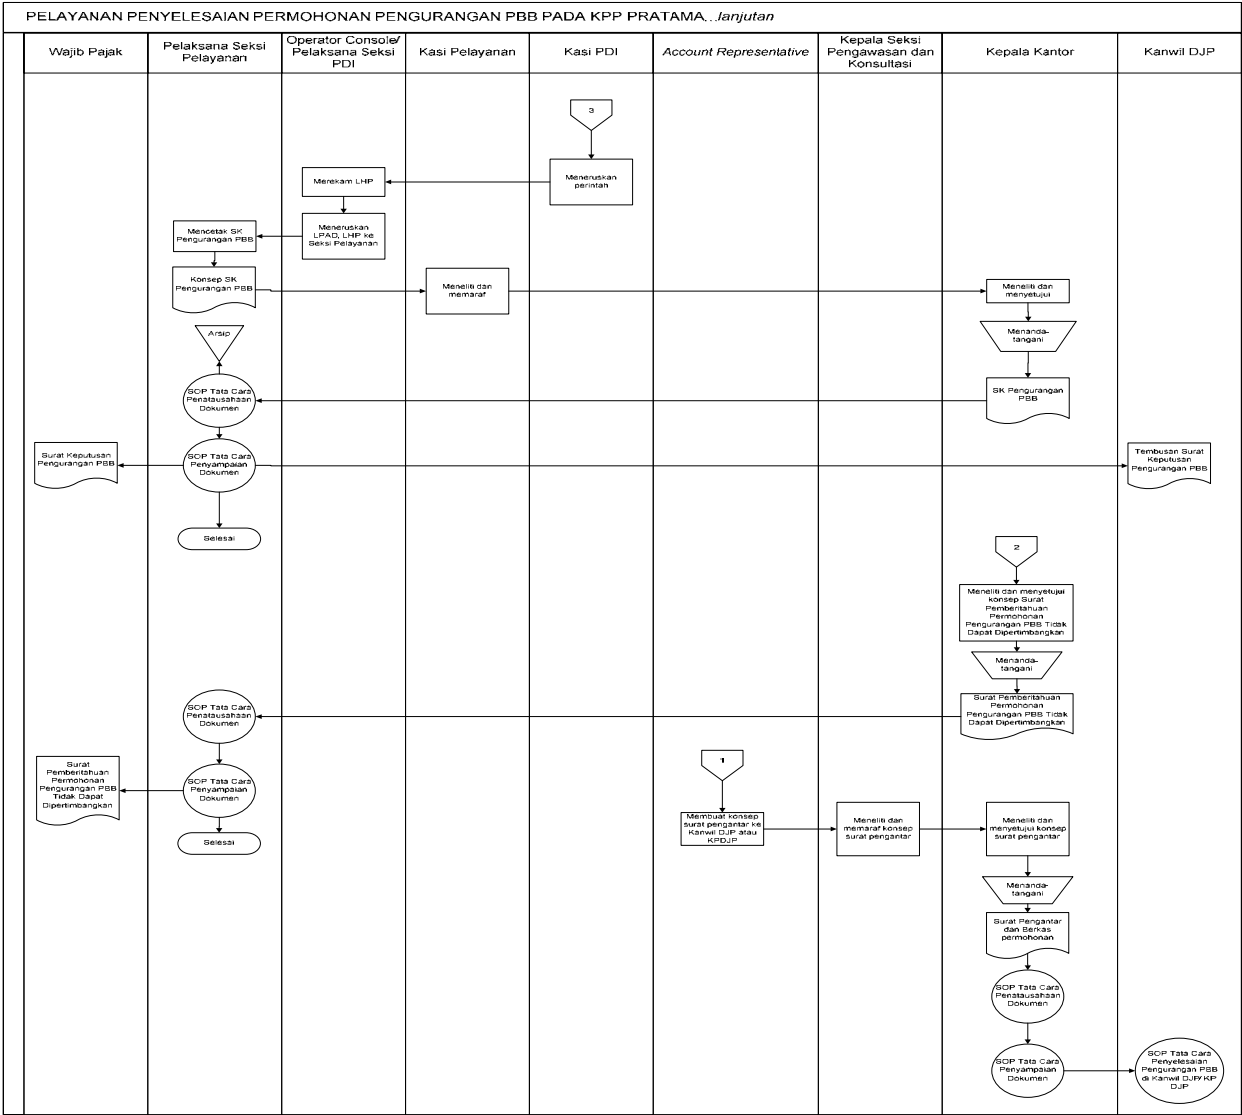 PELAYANAN PENYELESAIAN PERMOHONAN PENGURANGAN PBB PADA KPP PRATAMA...lanjutan
Wajib Pajak
Pelaksana Seksi
Pelayanan
Operator Console/
Pelaksana Seksi
PDI
Kasi Pelayanan
Kasi PDI
Account Representative
Kepala Seksi
Pengawasan dan
Konsultasi
Kepala Kantor
Kanwil DJP
3
Meneruskan
perintah
Merekam LHP
Meneruskan
LPAD, LHP ke
Seksi Pelayanan
Mencetak SK
Pengurangan PBB
Konsep SK
Pengurangan PBB
Meneliti dan
memaraf
Meneliti dan
menyetujui
Menanda-
tangani
SK Pengurangan
PBB
Arsip
SOP Tata Cara
Penatausahaan
Dokumen
SOP Tata Cara
Penyampaian
Dokumen
Surat Keputusan
Pengurangan PBB
Tembusan Surat
Keputusan
Pengurangan PBB
Selesai
2
Meneliti dan menyetujui
konsep Surat
Pemberitahuan
Permohonan
Pengurangan PBB Tidak
Dapat Dipertimbangkan
Menanda-
tangani
Surat Pemberitahuan
Permohonan
Pengurangan PBB Tidak
Dapat Dipertimbangkan
SOP Tata Cara
Penatausahaan
Dokumen
SOP Tata Cara
Penyampaian
Dokumen
Surat
Pemberitahuan
Permohonan
Pengurangan PBB
Tidak Dapat
Dipertimbangkan
Selesai
1
Membuat konsep
surat pengantar ke
Kanwil DJP atau
KPDJP
Meneliti dan
memaraf konsep
surat pengantar
Meneliti dan
menyetujui konsep
surat pengantar
Menanda-
tangani
Surat Pengantar
dan Berkas
permohonan
SOP Tata Cara
Penatausahaan
Dokumen
SOP Tata Cara
Penyampaian
Dokumen
SOP Tata Cara
Penyelesaian
Pengurangan PBB
di Kanwil DJP/ KP
DJP